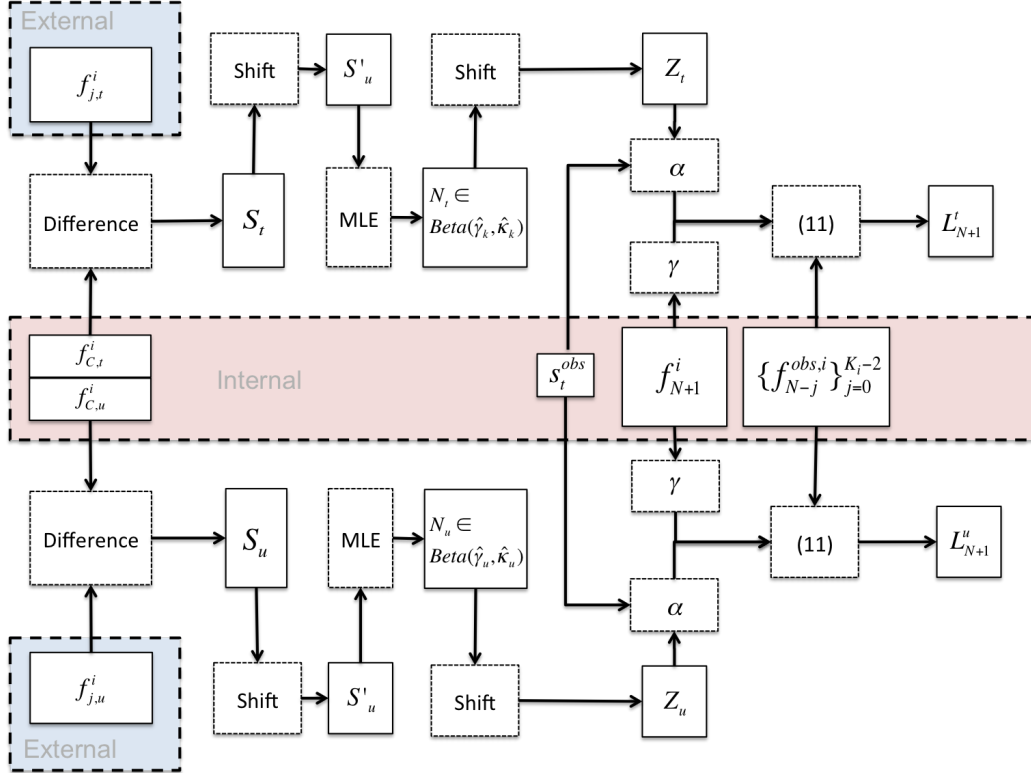 External
f^i_{j,t}
Shift
S'_u
Shift
Z_t
Difference
S_t
MLE
N_t ∈
Beta(γ̂_k,κ̂_k)
α
γ
(11)
L^t_{N+1}
f^i_{C,t}
f^i_{C,u}
Internal
s^{obs}_t
f^i_{N+1}
{f^{obs,i}_{N-j}}^{K_i-2}_{j=0}
Difference
S_u
MLE
N_u ∈
Beta(γ̂_u,κ̂_u)
γ
α
(11)
L^u_{N+1}
f^i_{j,u}
External
Shift
S'_u
Shift
Z_u